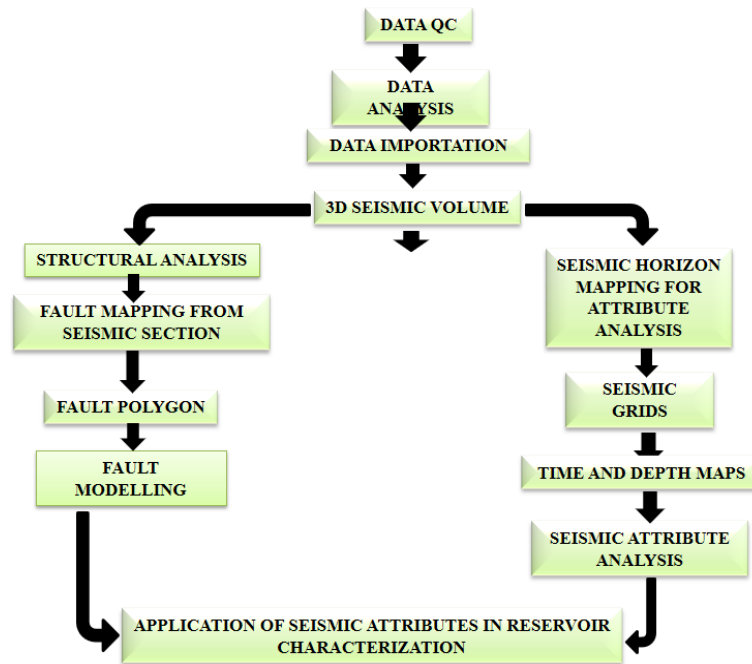 DATA QC
DATA
ANALYSIS
DATA IMPORTATION
3D SEISMIC VOLUME
STRUCTURAL ANALYSIS
FAULT MAPPING FROM
SEISMIC SECTION
FAULT POLYGON
FAULT
MODELLING
SEISMIC HORIZON
MAPPING FOR
ATTRIBUTE
ANALYSIS
SEISMIC
GRIDS
TIME AND DEPTH MAPS
SEISMIC ATTRIBUTE
ANALYSIS
APPLICATION OF SEISMIC ATTRIBUTES IN RESERVOIR
CHARACTERIZATION